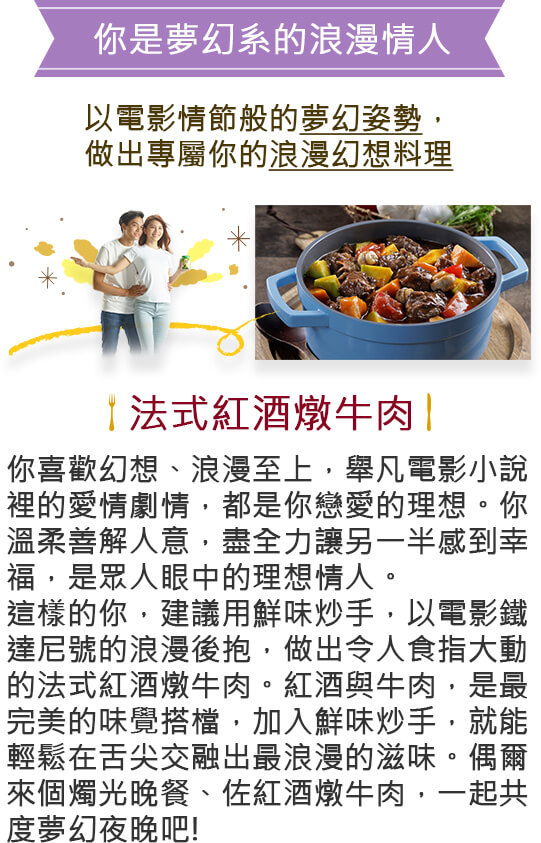 你是夢幻系的浪漫情人
以電影情節般的夢幻姿勢，
做出專屬你的浪漫幻想料理
法式紅酒燉牛肉
你喜歡幻想、浪漫至上，舉凡電影小說
裡的愛情劇情，都是你戀愛的理想。你
溫柔善解人意，盡全力讓另一半感到幸
福，是眾人眼中的理想情人。
這樣的你，建議用鮮味炒手，以電影鐵
達尼號的浪漫後抱，做出令人食指大動
的法式紅酒燉牛肉。紅酒與牛肉，是最
完美的味覺搭檔，加入鮮味炒手，就能
輕鬆在舌尖交融出最浪漫的滋味。偶爾
來個燭光晚餐、佐紅酒燉牛肉，一起共
度夢幻夜晚吧!